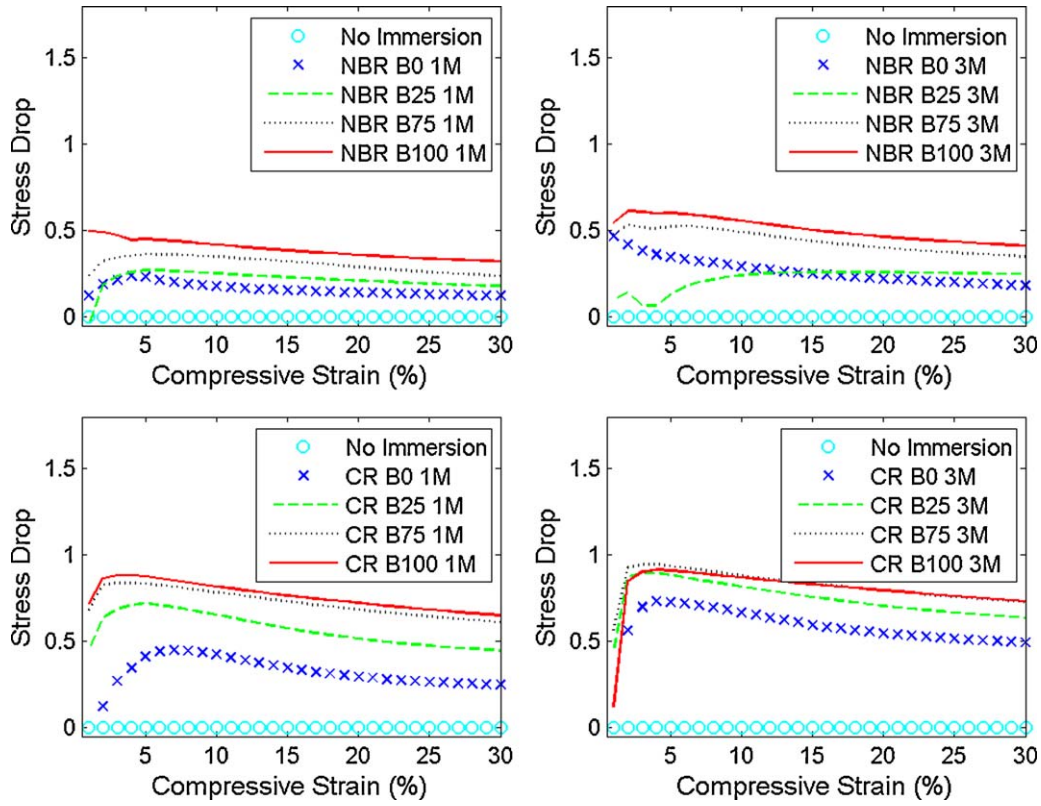 Stress Drop
1.5
1
0.5
0
5
10
15
20
25
30
Compressive Strain (%)
No Immersion
NBR B0 1M
NBR B25 1M
NBR B75 1M
NBR B100 1M
Stress Drop
1.5
1
0.5
0
5
10
15
20
25
30
Compressive Strain (%)
No Immersion
NBR B0 3M
NBR B25 3M
NBR B75 3M
NBR B100 3M
Stress Drop
1.5
1
0.5
0
5
10
15
20
25
30
Compressive Strain (%)
No Immersion
CR B0 1M
CR B25 1M
CR B75 1M
CR B100 1M
Stress Drop
1.5
1
0.5
0
5
10
15
20
25
30
Compressive Strain (%)
No Immersion
CR B0 3M
CR B25 3M
CR B75 3M
CR B100 3M